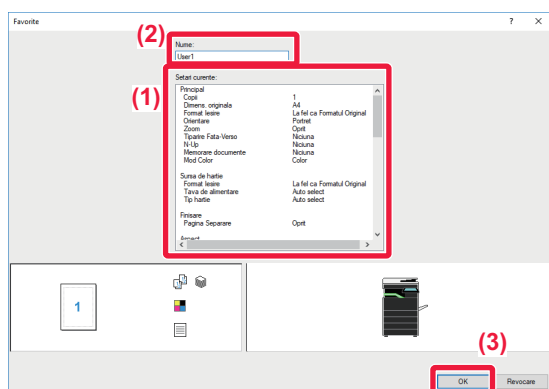 Favorite ? ×
(2)
Nume:
User1
(1)
Setari curente:
Principal
Copii 1
Dimens. originala A4
Format Iesire La fel ca Formatul Original
Orientare Portret
Zoom Oprit
Tiparire Fata-Verso Niciuna
N-Up Niciuna
Memorare documente Niciuna
Mod Color Color
Sursa de hartie
Format Iesire La fel ca Formatul Original
Tava de alimentare Auto select
Tip hartie Auto select
Finisare
Pagina Separare Oprit
Aspect
1
(3)
OK Revocare